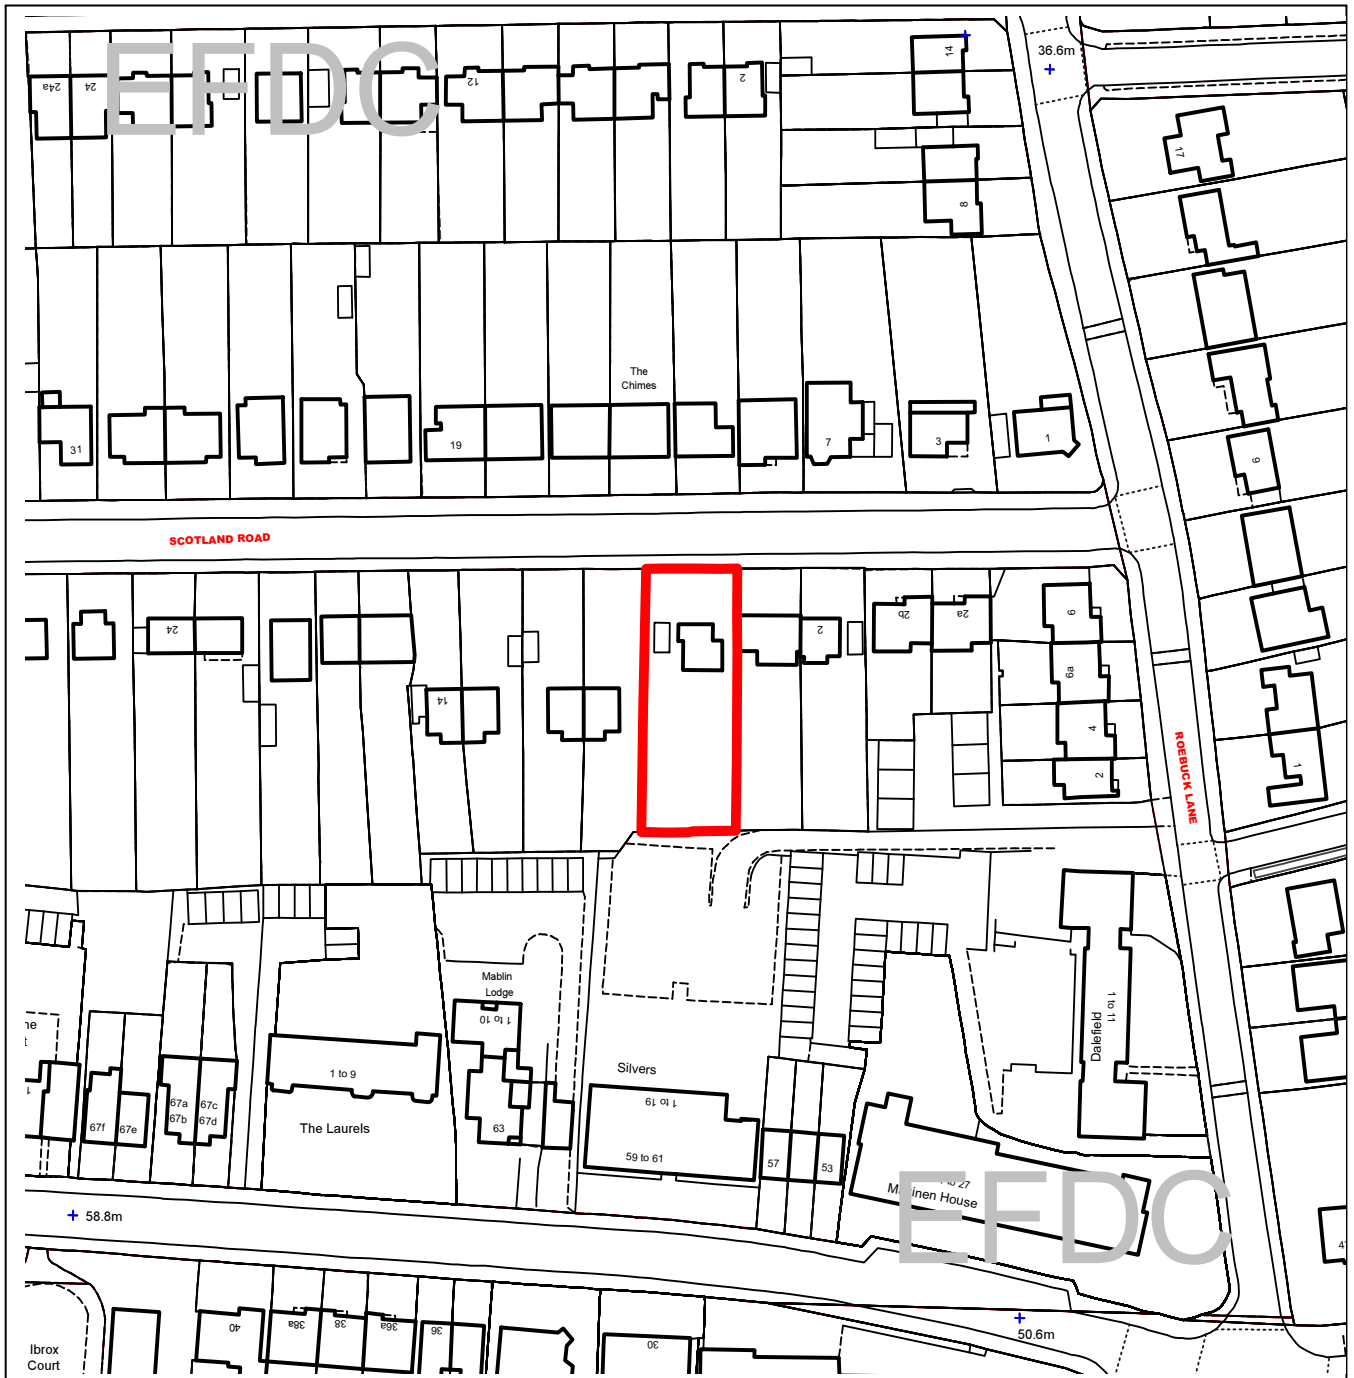 EFDC
36.6m
24a
24
12
2
14
8
17
The
Chimes
31
19
7
3
1
9
SCOTLAND ROAD
24
14
2
2b
2a
6
6a
4
2
1
ROEBUCK LANE
Mablin
Lodge
1 to 10
1 to 11
Dalefield
Silvers
1 to 19
59 to 61
1 to 9
The Laurels
67f
67e
67a
67b
67c
67d
63
57
53
to 27
House
EFDC
58.8m
50.6m
40
38a
38
36a
36
30
Ibrox
Court